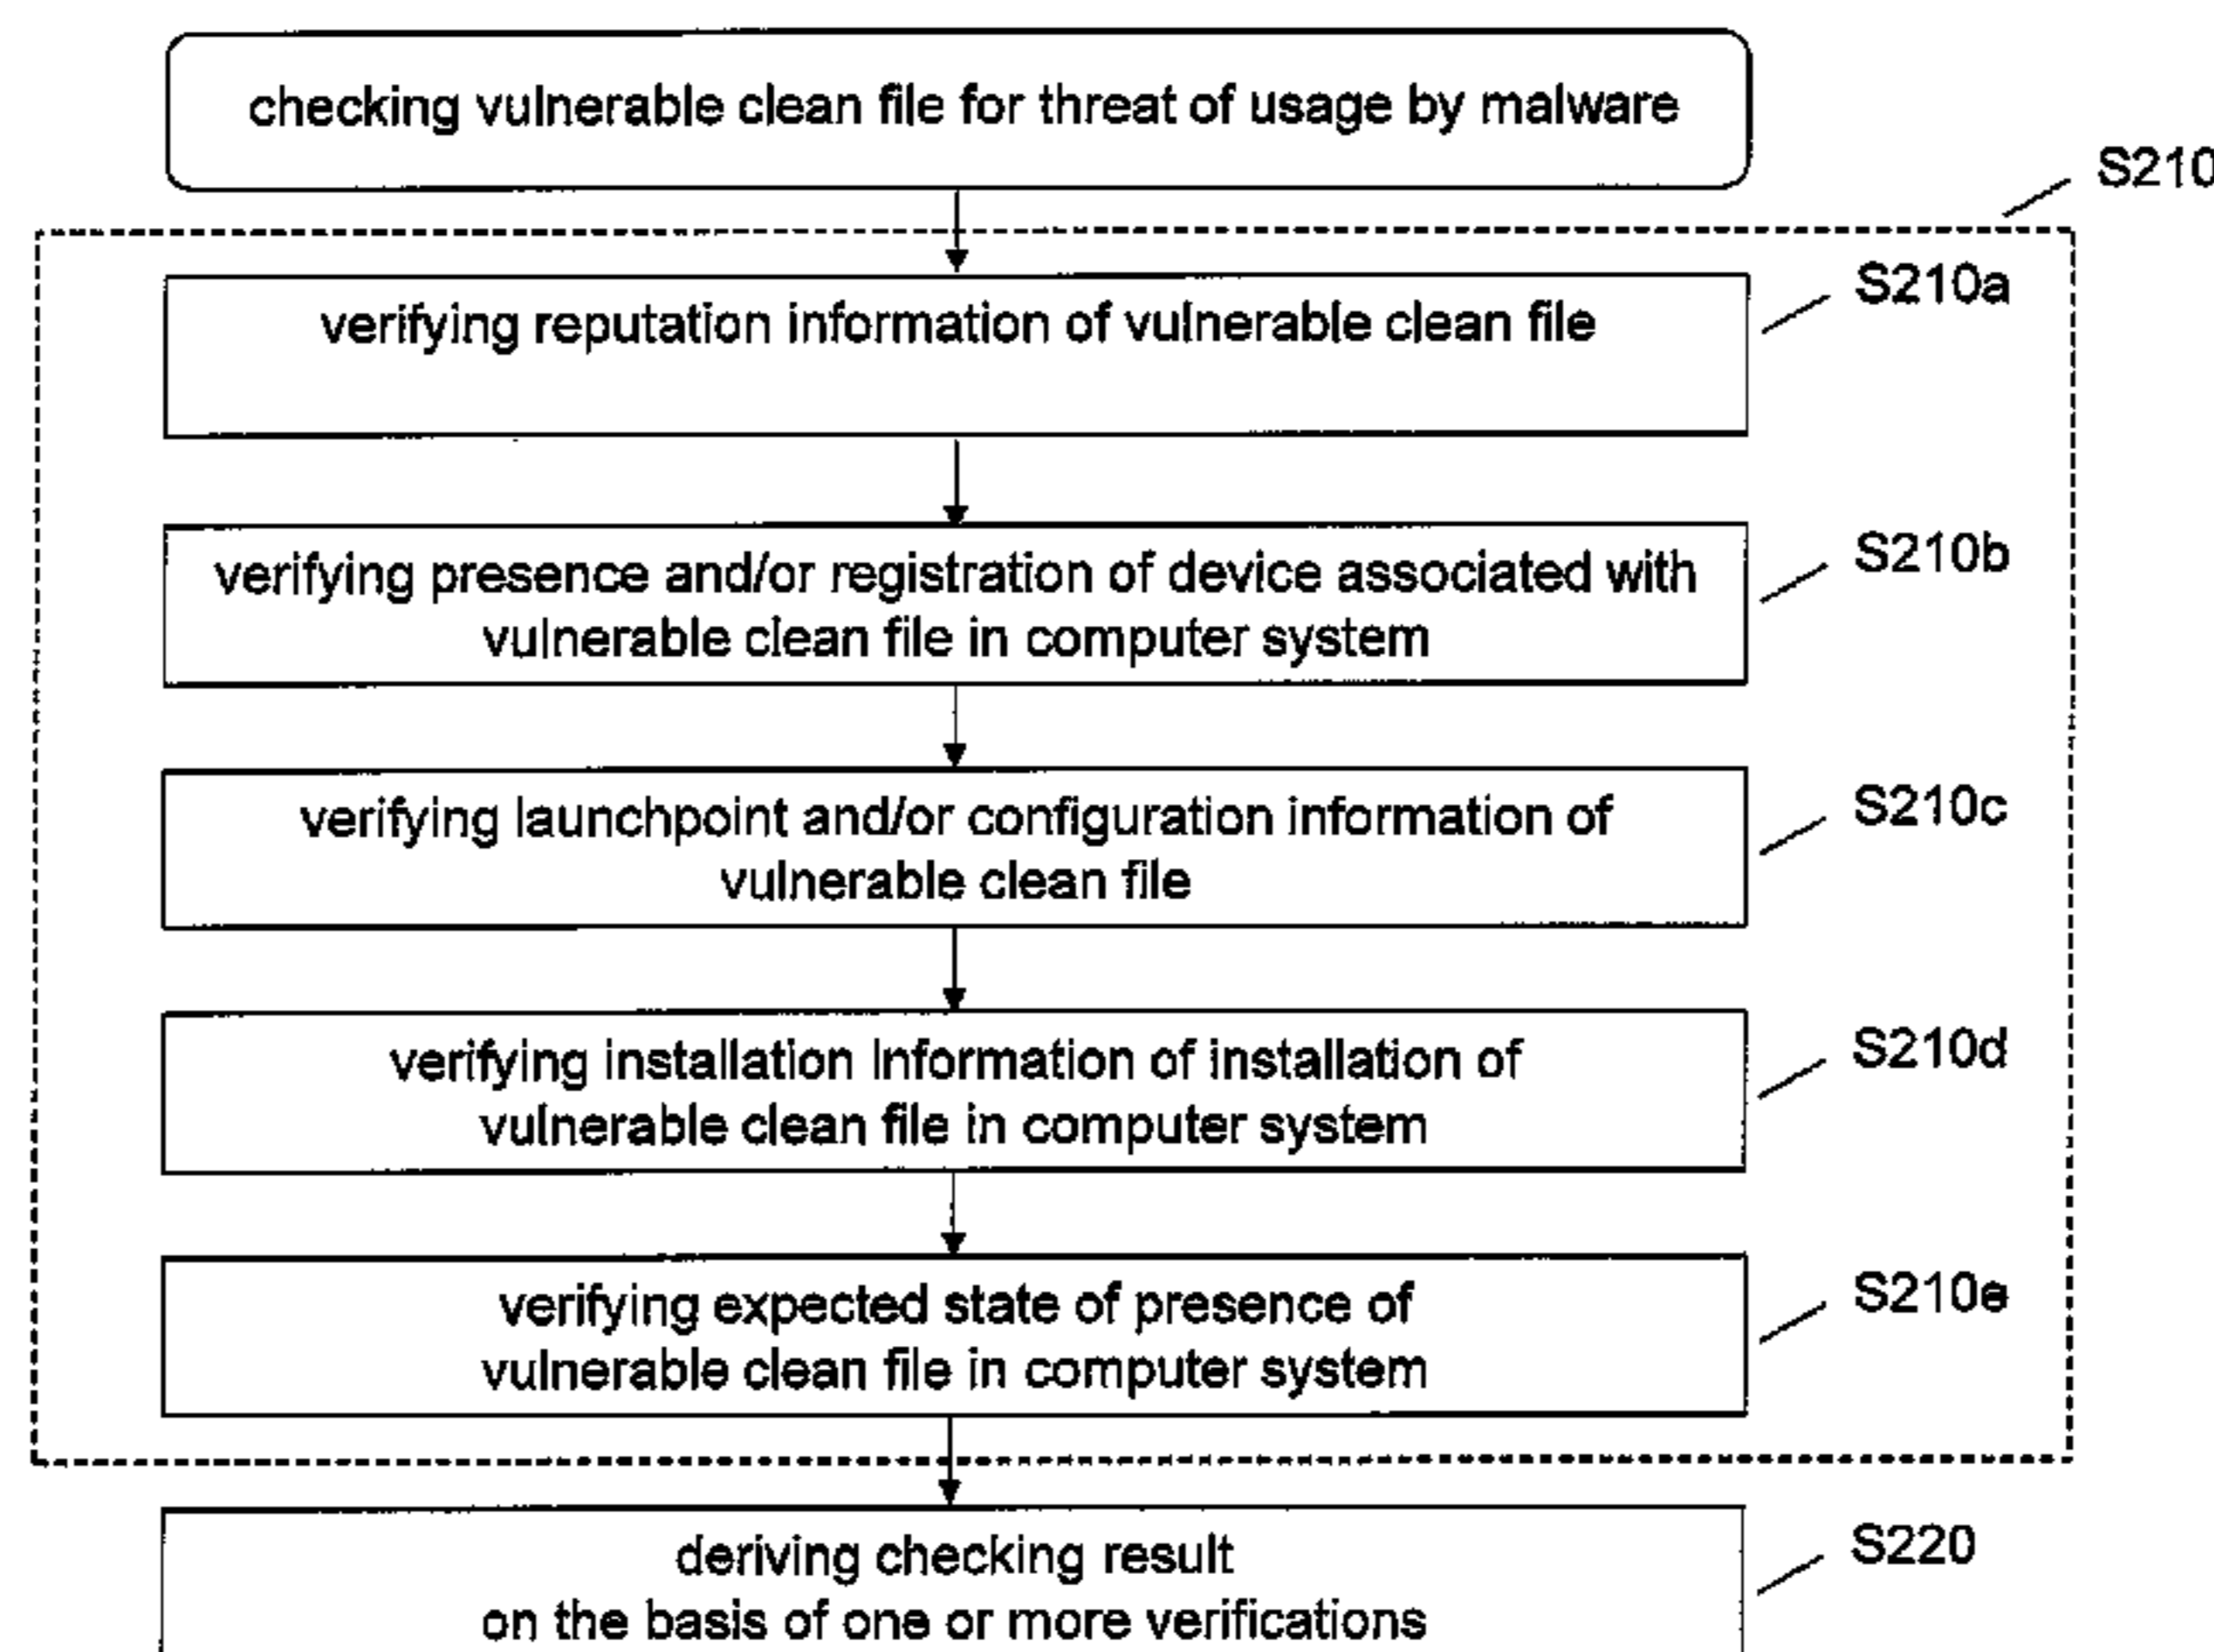 checking vulnerable clean file for threat of usage by malware
S210
S210a
verifying reputation information of vulnerable clean file
S210b
verifying presence and/or registration of device associated with
vulnerable clean file in computer system
S210c
verifying launchpoint and/or configuration information of
vulnerable clean file
S210d
verifying installation Information of installation of
vulnerable clean file in computer system
S210e
verifying expected state of presence of
vulnerable clean file in computer system
S220
deriving checking result
on the basis of one or more verifications